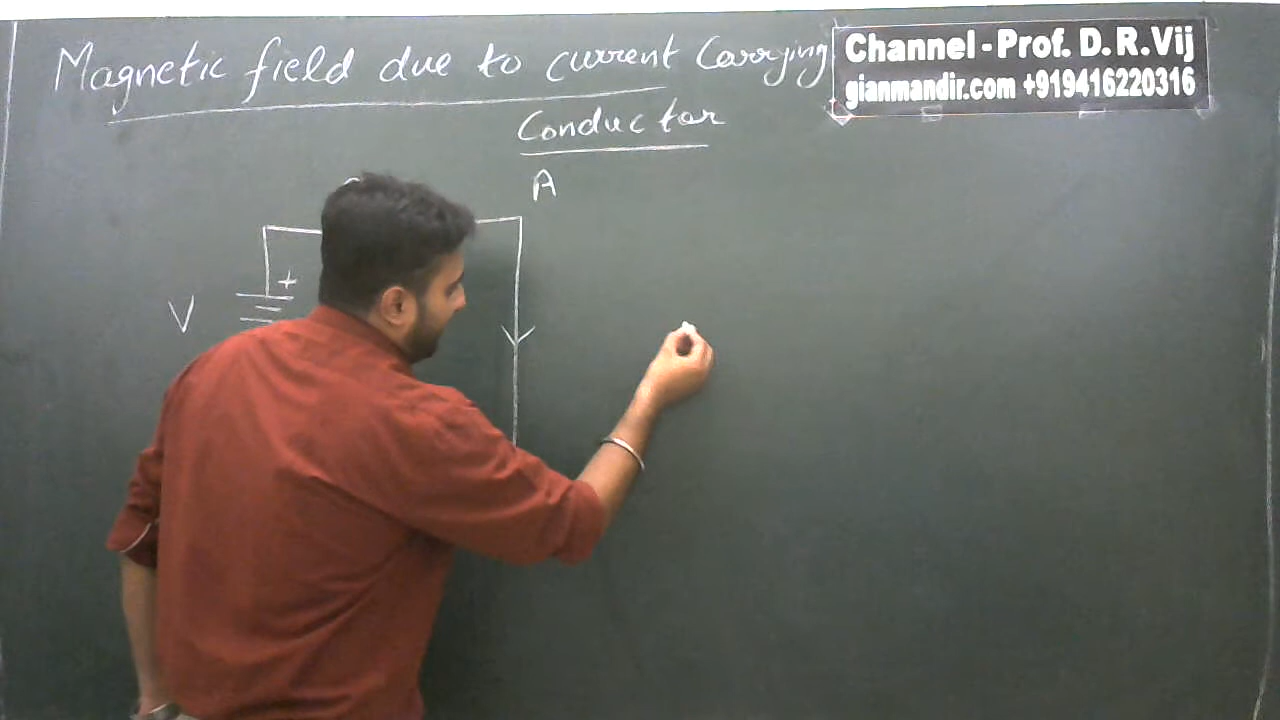 Magnetic field due to current Carrying
Conductor
Channel - Prof. D. R. Vij
gianmandir.com +919416220316
A
+
V